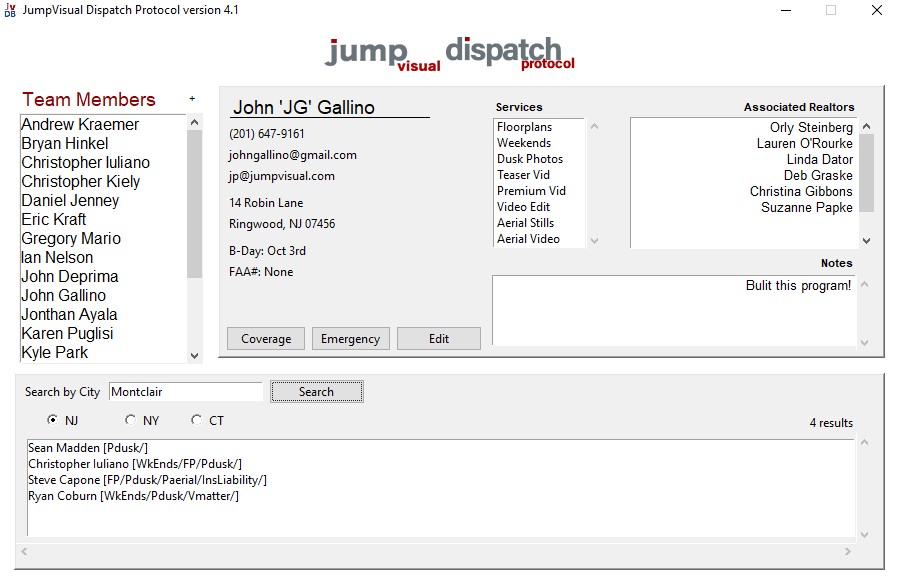 JV
DB
JumpVisual Dispatch Protocol version 4.1
jump visual dispatch protocol
Team Members
+
Andrew Kraemer
Bryan Hinkel
Christopher Iuliano
Christopher Kiely
Daniel Jenney
Eric Kraft
Gregory Mario
Ian Nelson
John Deprima
John Gallino
Jonthan Ayala
Karen Puglisi
Kyle Park
John 'JG' Gallino
(201) 647-9161
johngallino@gmail.com
jp@jumpvisual.com
14 Robin Lane
Ringwood, NJ 07456
B-Day: Oct 3rd
FAA#: None
Coverage
Emergency
Edit
Services
Floorplans
Weekends
Dusk Photos
Teaser Vid
Premium Vid
Video Edit
Aerial Stills
Aerial Video
Associated Realtors
Orly Steinberg
Lauren O'Rourke
Linda Dator
Deb Graske
Christina Gibbons
Suzanne Papke
Notes
Bulit this program!
Search by City
Montclair
Search
NJ
NY
CT
4 results
Sean Madden [Pdusk/]
Christopher Iuliano [WkEnds/FP/Pdusk/]
Steve Capone [FP/Pdusk/Paerial/InsLiability/]
Ryan Coburn [WkEnds/Pdusk/Vmatter/]